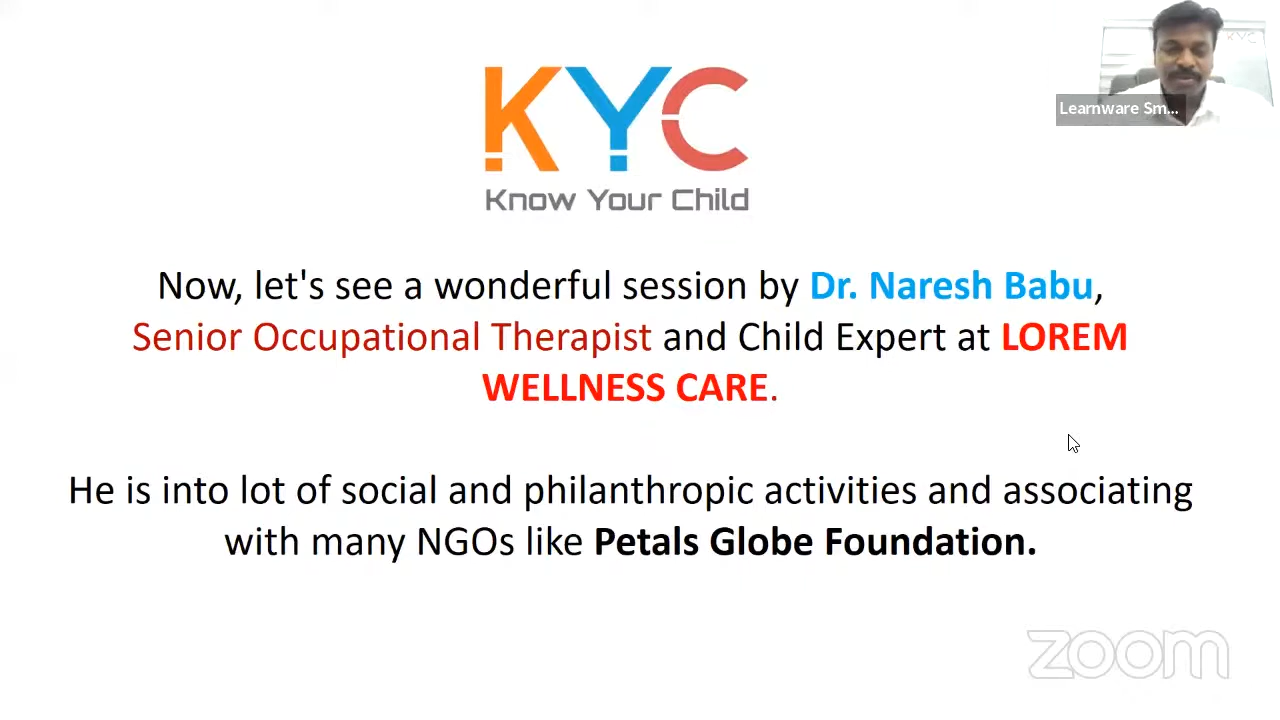 KYC
Learnware Sm...
KYC
Know Your Child
Now, let's see a wonderful session by Dr. Naresh Babu,
Senior Occupational Therapist and Child Expert at LOREM
WELLNESS CARE.
He is into lot of social and philanthropic activities and associating
with many NGOs like Petals Globe Foundation.
zoom